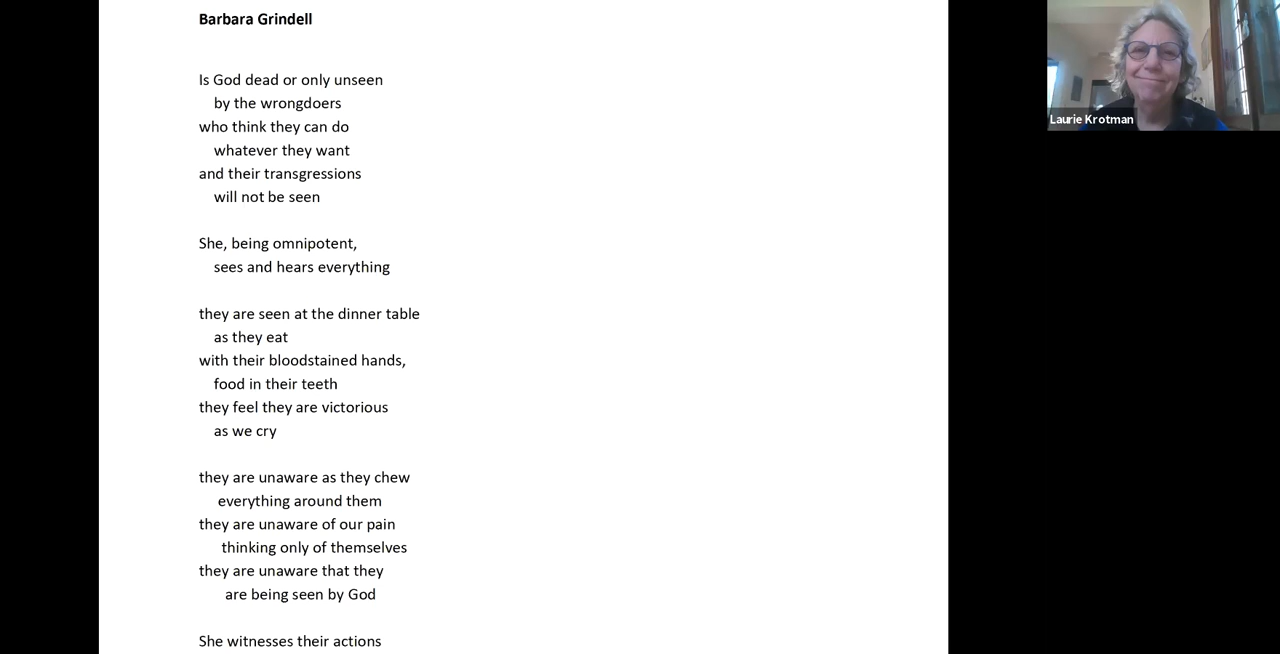 Barbara Grindell
Is God dead or only unseen
by the wrongdoers
who think they can do
whatever they want
and their transgressions
will not be seen
She, being omnipotent,
sees and hears everything
they are seen at the dinner table
as they eat
with their bloodstained hands,
food in their teeth
they feel they are victorious
as we cry
they are unaware as they chew
everything around them
they are unaware of our pain
thinking only of themselves
they are unaware that they
are being seen by God
She witnesses their actions
Laurie Krotman